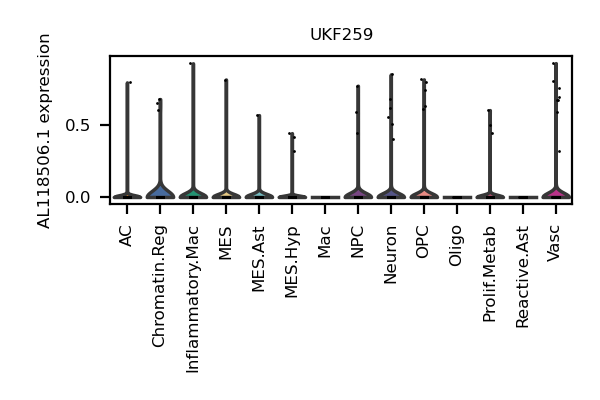 UKF259
AL118506.1 expression
0.5
0.0
AC
Chromatin.Reg
Inflammatory.Mac
MES
MES.Ast
MES.Hyp
Mac
NPC
Neuron
OPC
Oligo
Prolif.Metab
Reactive.Ast
Vasc